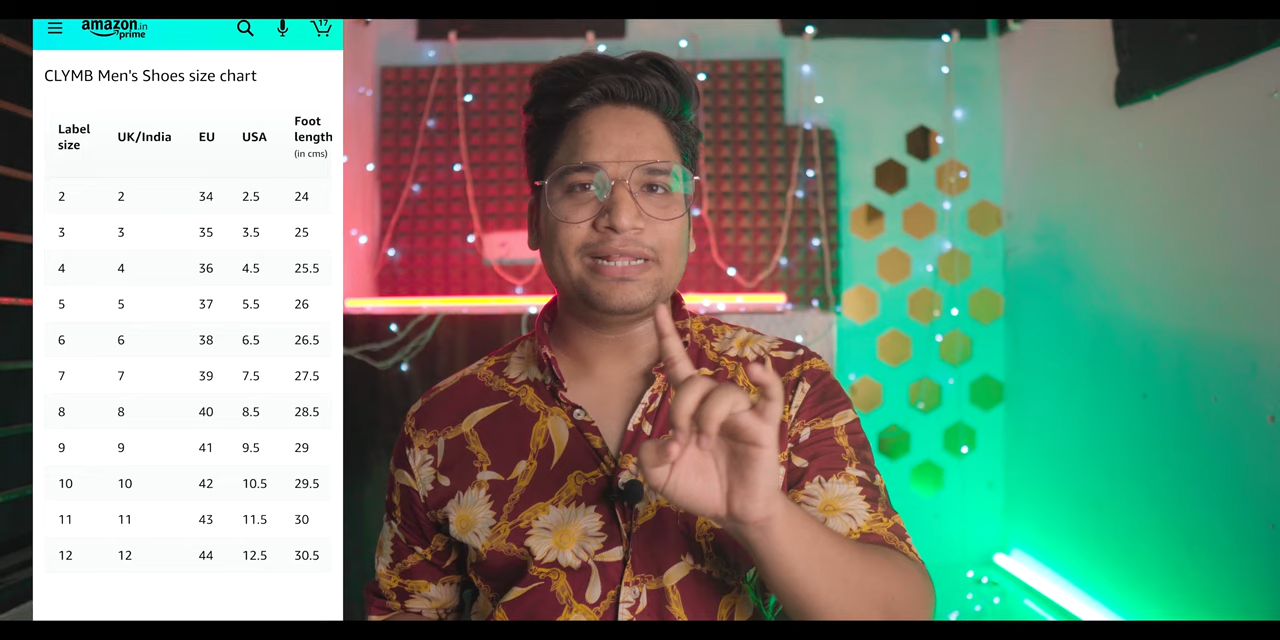 amazon.in
prime
17
CLYMB Men's Shoes size chart
Label size UK/India EU USA Foot length (in cms)
2 2 34 2.5 24
3 3 35 3.5 25
4 4 36 4.5 25.5
5 5 37 5.5 26
6 6 38 6.5 26.5
7 7 39 7.5 27.5
8 8 40 8.5 28.5
9 9 41 9.5 29
10 10 42 10.5 29.5
11 11 43 11.5 30
12 12 44 12.5 30.5